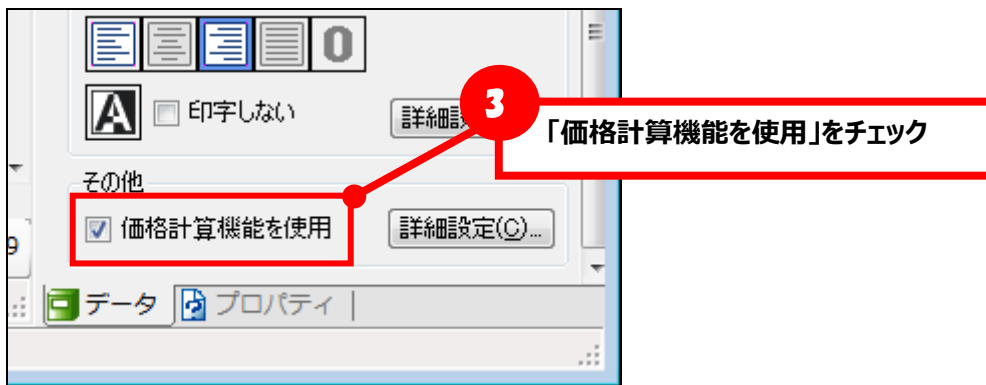 0
A 印字しない
詳細設
3
「価格計算機能を使用」をチェック
その他
価格計算機能を使用
詳細設定(C)...
9
データ
プロパティ